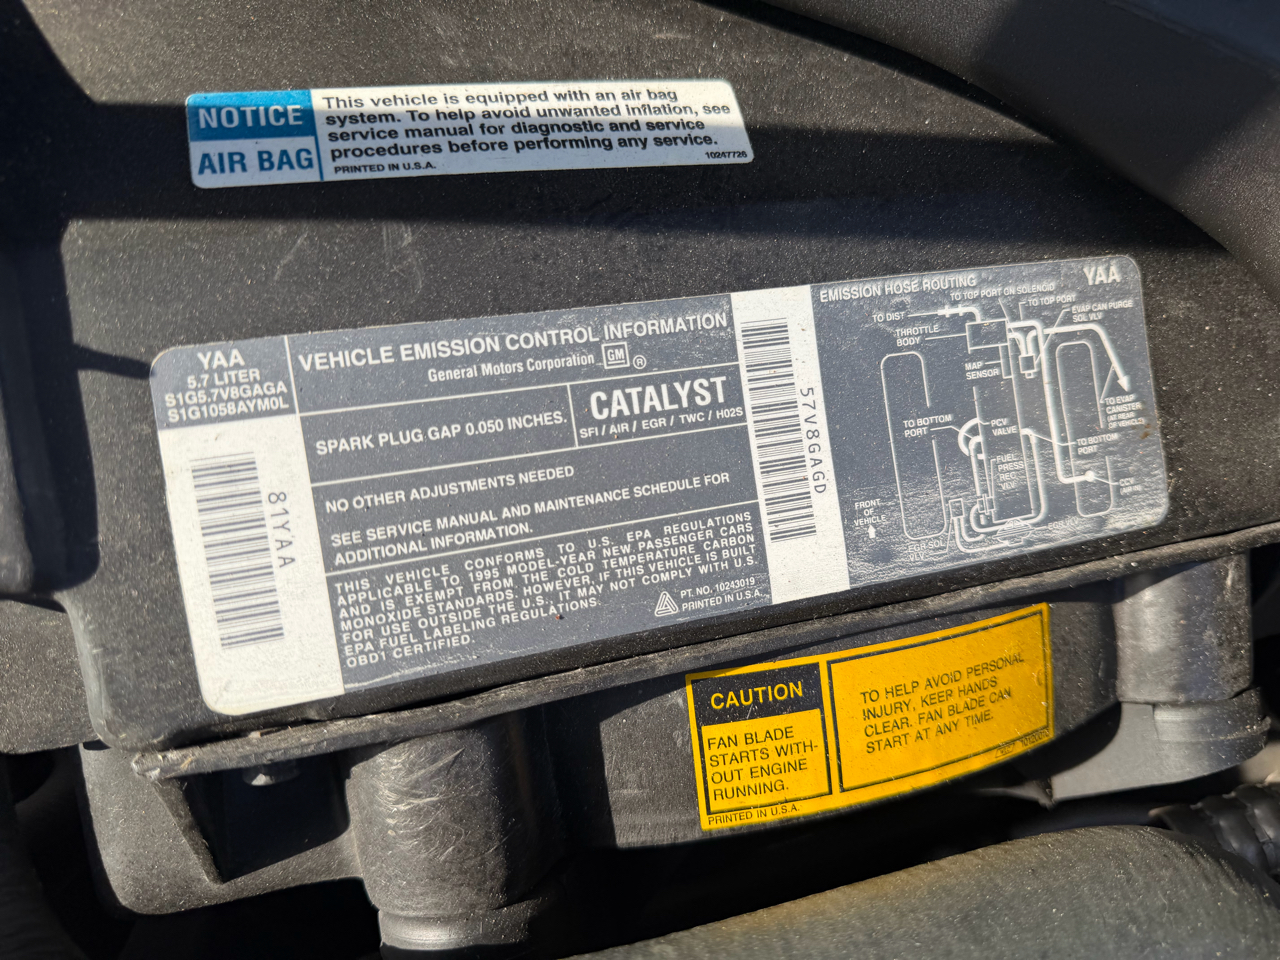 NOTICE
AIR BAG
This vehicle is equipped with an air bag
system. To help avoid unwanted inflation, see
service manual for diagnostic and service
procedures before performing any service.
PRINTED IN U.S.A.
10247726
YAA
5.7 LITER
S1G5.7V8GAGA
S1G1058AYM0L
81YAA
VEHICLE EMISSION CONTROL INFORMATION
General Motors Corporation GM ®
SPARK PLUG GAP 0.050 INCHES.
CATALYST
SFI / AIR / EGR / TWC / H02S
NO OTHER ADJUSTMENTS NEEDED
SEE SERVICE MANUAL AND MAINTENANCE SCHEDULE FOR
ADDITIONAL INFORMATION.
THIS VEHICLE CONFORMS TO U.S. EPA REGULATIONS
APPLICABLE TO 1995 MODEL-YEAR NEW PASSENGER CARS
AND IS EXEMPT FROM THE COLD TEMPERATURE CARBON
MONOXIDE STANDARDS. HOWEVER, IF THIS VEHICLE IS BUILT
FOR USE OUTSIDE THE U.S., IT MAY NOT COMPLY WITH U.S.
EPA FUEL LABELING REGULATIONS.
OBD1 CERTIFIED.
PT. NO. 10243019
PRINTED IN U.S.A.
57V8GAGD
EMISSION HOSE ROUTING
YAA
TO TOP PORT ON SOLENOID
TO TOP PORT
EVAP CAN PURGE
SOL VLV
TO DIST
THROTTLE
BODY
MAP
SENSOR
TO EVAP
CANISTER
(AT REAR
OF VEHICLE)
TO BOTTOM
PORT
PCV
VALVE
TO BOTTOM
PORT
FUEL
PRESS
REC
VLV
CCV
FRONT
OF
VEHICLE
EGR SOL
VLV
EGR VLV
CAUTION
FAN BLADE
STARTS WITH-
OUT ENGINE
RUNNING.
PRINTED IN U.S.A.
TO HELP AVOID PERSONAL
INJURY, KEEP HANDS
CLEAR. FAN BLADE CAN
START AT ANY TIME.